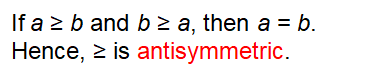 If a ≥ b and b ≥ a, then a = b.
Hence, ≥ is antisymmetric.